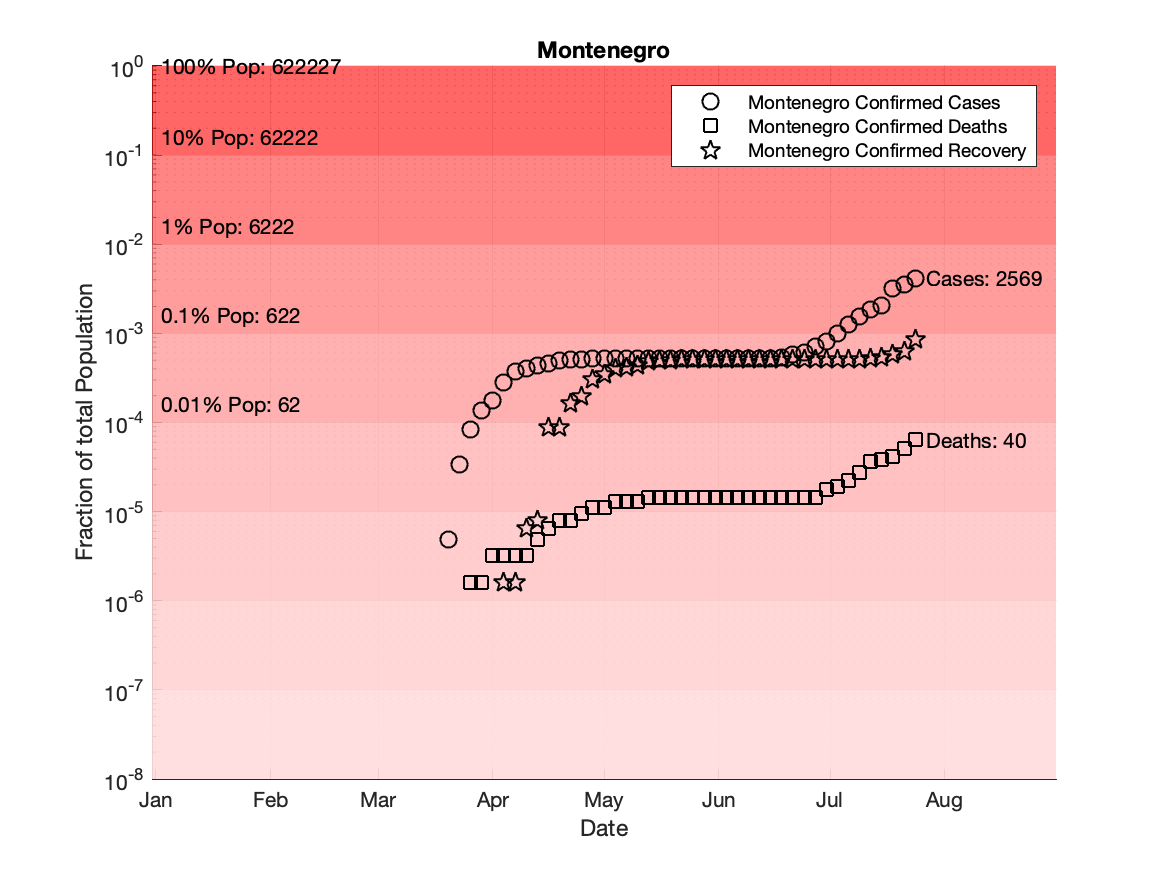 Montenegro
10^0
10^-1
10^-2
10^-3
10^-4
10^-5
10^-6
10^-7
10^-8
Fraction of total Population
100% Pop: 622227
10% Pop: 62222
1% Pop: 6222
0.1% Pop: 622
0.01% Pop: 62
Montenegro Confirmed Cases
Montenegro Confirmed Deaths
Montenegro Confirmed Recovery
Cases: 2569
Deaths: 40
Jan Feb Mar Apr May Jun Jul Aug
Date